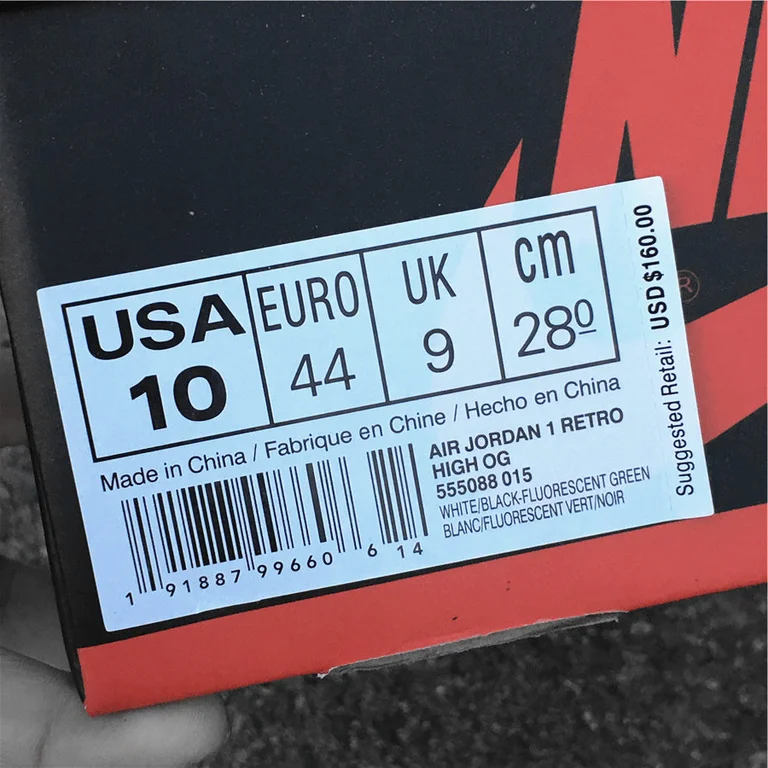 NI
®
USA EURO UK cm
10 44 9 28⁰
Made in China / Fabrique en Chine / Hecho en China
AIR JORDAN 1 RETRO
HIGH OG
555088 015
WHITE/BLACK-FLUORESCENT GREEN
BLANC/FLUORESCENT VERT/NOIR
1 91887 99660 6 14
Suggested Retail: USD $160.00